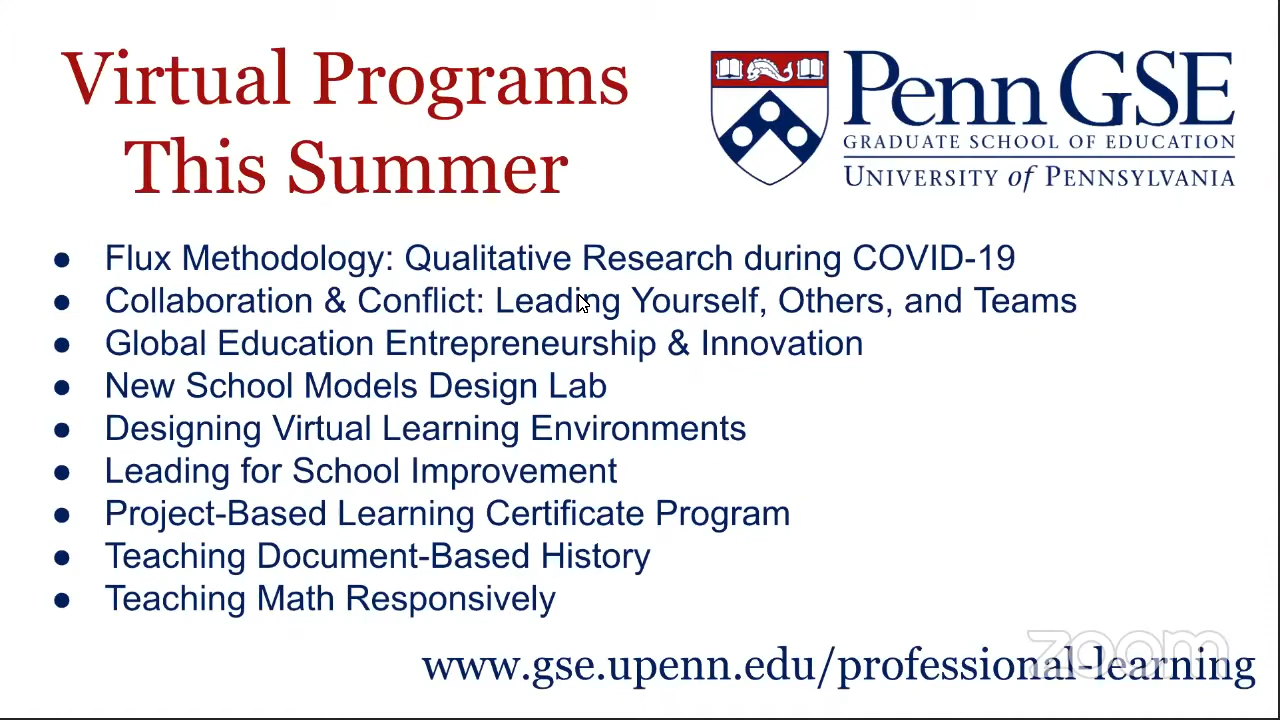 Virtual Programs
This Summer
Penn GSE
GRADUATE SCHOOL OF EDUCATION
UNIVERSITY of PENNSYLVANIA
● Flux Methodology: Qualitative Research during COVID-19
● Collaboration & Conflict: Leading Yourself, Others, and Teams
● Global Education Entrepreneurship & Innovation
● New School Models Design Lab
● Designing Virtual Learning Environments
● Leading for School Improvement
● Project-Based Learning Certificate Program
● Teaching Document-Based History
● Teaching Math Responsively
zoom
www.gse.upenn.edu/professional-learning